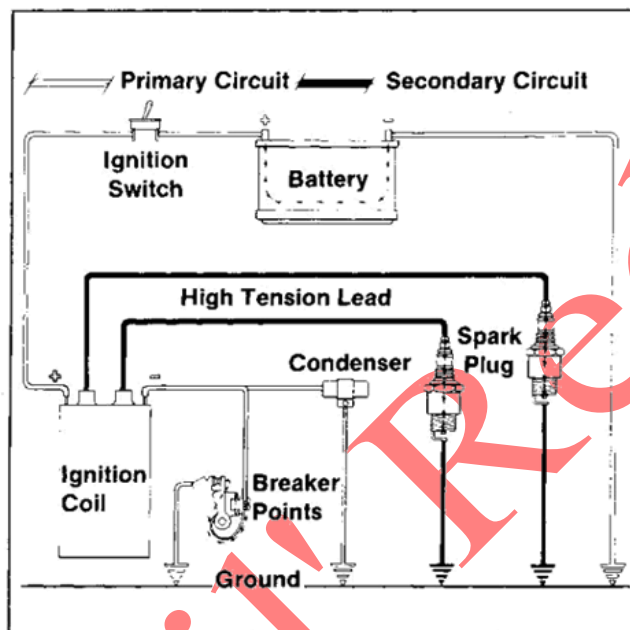 Primary Circuit Secondary Circuit
+ -
Ignition
Switch
Battery
High Tension Lead
Spark
Plug
Condenser
+ -
Ignition
Coil
Breaker
Points
Ground